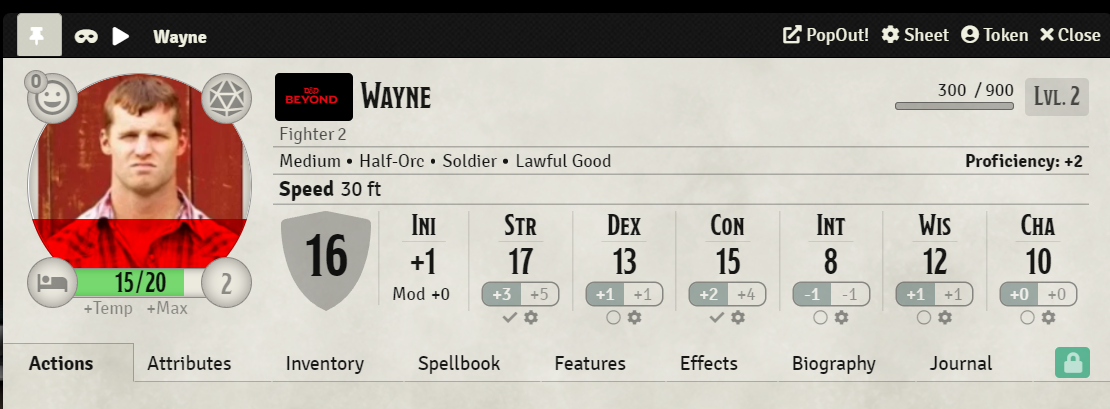 Wayne PopOut! Sheet Token Close
0
D&D
BEYOND
WAYNE
300 / 900
LVL. 2
Fighter 2
Medium • Half-Orc • Soldier • Lawful Good
Proficiency: +2
Speed 30 ft
16
INI STR DEX CON INT WIS CHA
+1 17 13 15 8 12 10
Mod +0 +3 +5 +1 +1 +2 +4 -1 -1 +1 +1 +0 +0
15/20
2
+Temp +Max
Actions Attributes Inventory Spellbook Features Effects Biography Journal